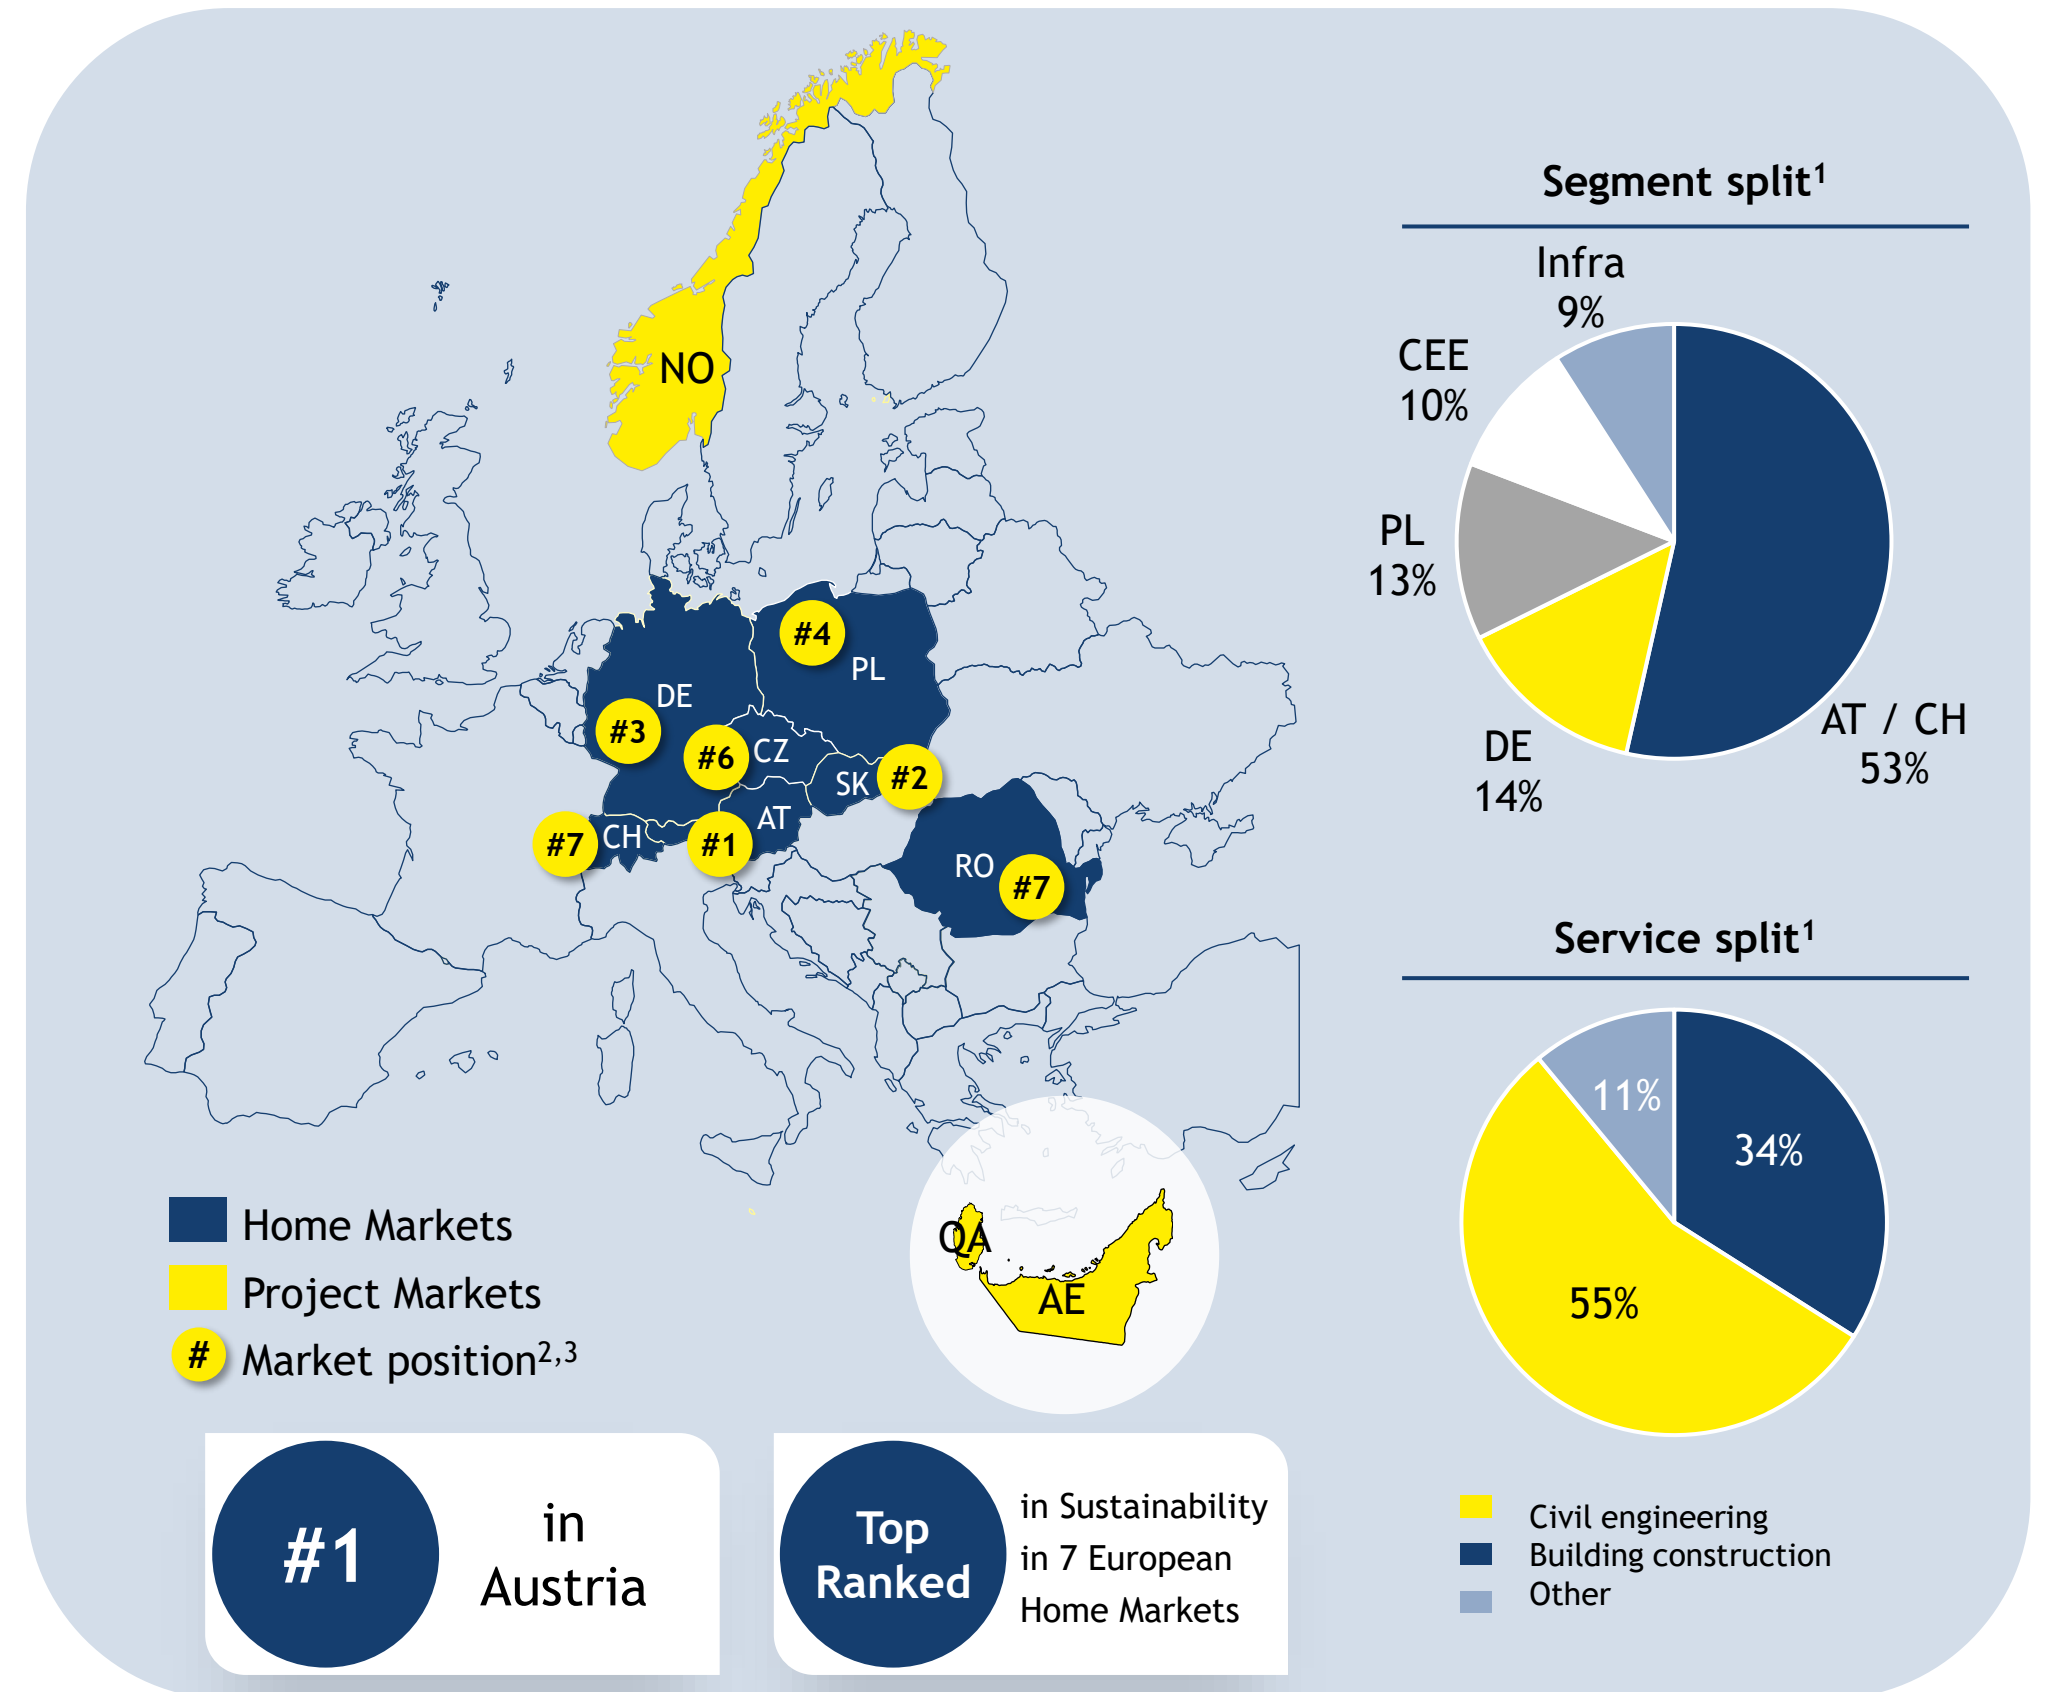 NO
#4
PL
DE
#3
#6
CZ
SK
#2
#7
CH
#1
AT
RO
#7
QA
AE
Home Markets
Project Markets
# Market position2,3
#1
in
Austria
Top
Ranked
in Sustainability
in 7 European
Home Markets
Segment split1
Infra
9%
CEE
10%
PL
13%
DE
14%
AT / CH
53%
Service split1
11%
34%
55%
Civil engineering
Building construction
Other